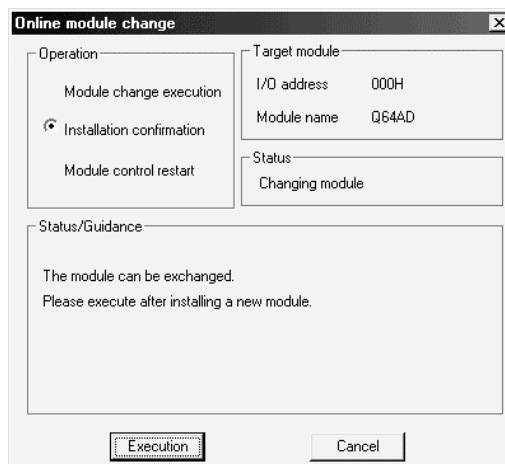 Online module change
Operation
Module change execution
Installation confirmation
Module control restart
Target module
I/O address 000H
Module name Q64AD
Status
Changing module
Status/Guidance
The module can be exchanged.
Please execute after installing a new module.
Execution Cancel